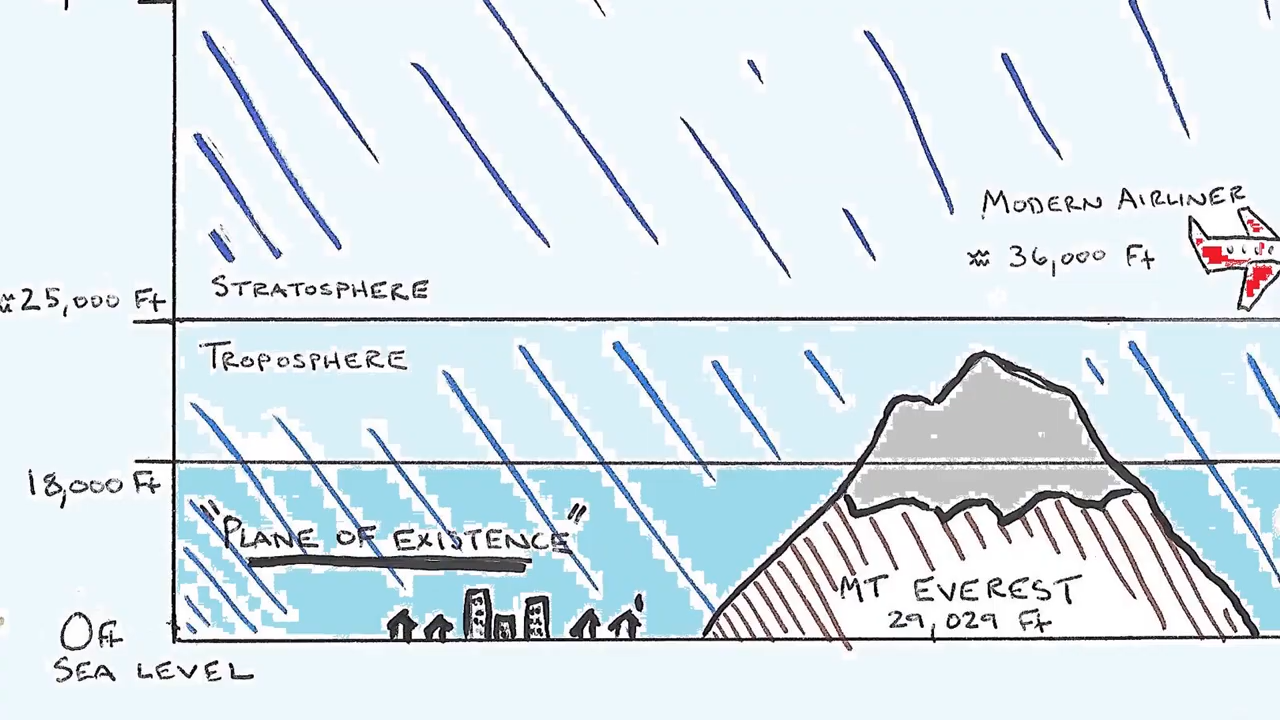 MODERN AIRLINER
≈ 36,000 Ft
STRATOSPHERE
≈25,000 Ft
TROPOSPHERE
18,000 Ft
"PLANE OF EXISTENCE"
MT EVEREST
29,029 Ft
0 Ft
SEA LEVEL